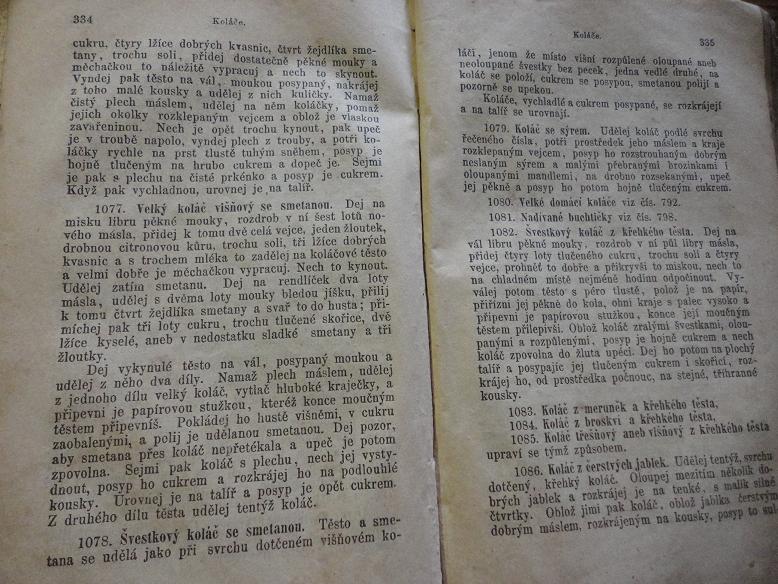 334
Koláče.
cukru, čtyry lžíce dobrých kvasnic, čtvrt žejdlíka sme-
tany, trochu soli, přidej dostatečně pěkné mouky a
měchačkou to náležitě vypracuj a nech to skynout.
Vyndej pak těsto na vál, moukou posypaný, nakrájej
z toho malé kousky a udělej z nich kuličky. Namaž
čistý plech máslem, udělej na něm koláčky, pomaž
jejich okolky rozklepaným vejcem a oblož je vlaskou
zavařeninou. Nech je opět trochu kynout, pak upeč
je v troubě napolo, vyndej plech z trouby, a potři ko-
láčky rychle na prst tlustě tuhým sněhem, posyp je
hojně tlučeným na hrubo cukrem a dopeč je. Sejmi
je pak s plechu na čisté prkénko a posyp je cukrem.
Když pak vychladnou, urovnej je na talíř.
1077. Velký koláč višňový se smetanou. Dej na
misku libru pěkné mouky, rozdrob v ní šest lotů no-
vého másla, přidej k tomu dvě celá vejce, jeden žloutek,
drobnou citronovou kůru, trochu soli, tři lžíce dobrých
kvasnic a s trochem mléka to zadělej na koláčové těsto
a velmi dobře je měchačkou vypracuj. Nech to kynout.
Udělej zatím smetanu. Dej na rendlíček dva loty
másla, udělej s dvěma loty mouky bledou jíšku, přilij
k tomu čtvrt žejdlíka smetany a svař to do husta; při-
míchej pak tři loty cukru, trochu tlučené skořice, dvě
lžíce kyselé, aneb v nedostatku sladké smetany a tři
žloutky.
Dej vykynulé těsto na vál, posypaný moukou a
udělej z něho dva díly. Namaž plech máslem, udělej
z jednoho dílu velký koláč, vytlač hluboké kraječky, a
připevni je papírovou stužkou, kteréž konce moučným
těstem připevníš. Pokládej ho hustě višněmi, v cukru
zaobalenými, a polij je udělanou smetanou. Dej pozor,
aby smetana přes koláč nepřetékala a upeč je potom
zpovolna. Sejmi pak koláč s plechu, nech jej vysty-
dnout, posyp ho cukrem a rozkrájej ho na podlouhlé
kousky. Urovnej je na talíř a posyp je opět cukrem.
Z druhého dílu těsta udělej tentýž koláč.
1078. Švestkový koláč se smetanou. Těsto a sme-
tana se udělá jako při svrchu dotčeném višňovém ko-
Koláče.
335
láči, jenom že místo višní rozpůlené oloupané aneb
neoloupané švestky bez pecek, jedna vedlé druhé, na
koláč se položí, cukrem se posypou, smetanou polijí a
pozorně se upekou.
Koláče, vychladlé a cukrem posypané, se rozkrájejí
a na talíř se urovnají.
1079. Koláč se sýrem. Udělej koláč podlé svrchu
řečeného čísla, potři prostředek jeho máslem a kraje
rozklepaným vejcem, posyp ho rozstrouhaným dobrým
neslaným sýrem a malými přebranými hrozinkami i
oloupanými mandlemi, na drobno rozsekanými, upeč
jej pěkně a posyp ho potom hojně tlučeným cukrem.
1080. Velké domácí koláče viz čís. 792.
1081. Nadívané buchtičky viz čís. 798.
1082. Švestkový koláč z křehkého těsta. Dej na
vál libru pěkné mouky, rozdrob v ní půl libry másla,
přidej čtyry loty tlučeného cukru, trochu soli a čtyry
vejce, prohněť to dobře a přikryvši to miskou, nech to
na chladném místě nejméně hodinu odpočinout. Vy-
válej potom těsto s péro tlusté, polož je na papír,
přiřízni jej pěkně do kola, ohni kraje s palec vysoko a
připevni je papírovou stužkou, konce její moučným
těstem přilepivši. Oblož koláč zralými švestkami, olou-
panými a rozpůlenými, posyp je hojně cukrem a nech
koláč zpovolna do žluta upéci. Dej ho potom na plochý
talíř a posypajíc jej tlučeným cukrem i skořicí, roz-
krájej ho, od prostředka počnouc, na stejné, tříhranné
kousky.
1083. Koláč z meruněk a křehkého těsta,
1084. Koláč z broskví a křehkého těsta,
1085. Koláč třešňový aneb višňový z křehkého těsta
upraví se týmž způsobem.
1086. Koláč z čerstvých jablek. Udělej tentýž, svrchu
dotčený, křehký koláč. Oloupej mezitím několik do-
brých jablek a rozkrájej je na tenké, s malík silné
čtvrtky. Oblož jimi pak koláč, oblož jablka čerstvým
dobrým máslem, rozkrájeným na kousky, posyp to